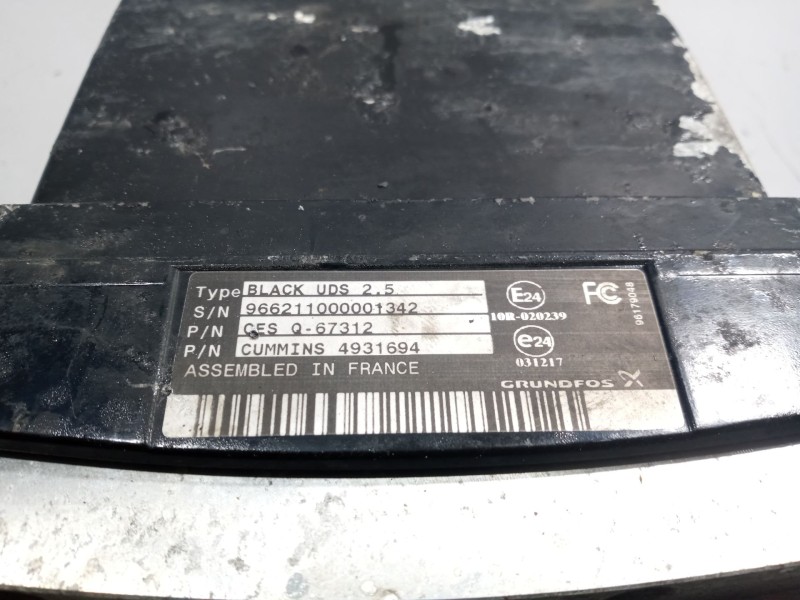 Type BLACK UDS 2.5
S/N 966211000001342
P/N CES Q-67312
P/N CUMMINS 4931694
ASSEMBLED IN FRANCE
E24
10R-020239
e24
031217
FC
96179048
GRUNDFOS X